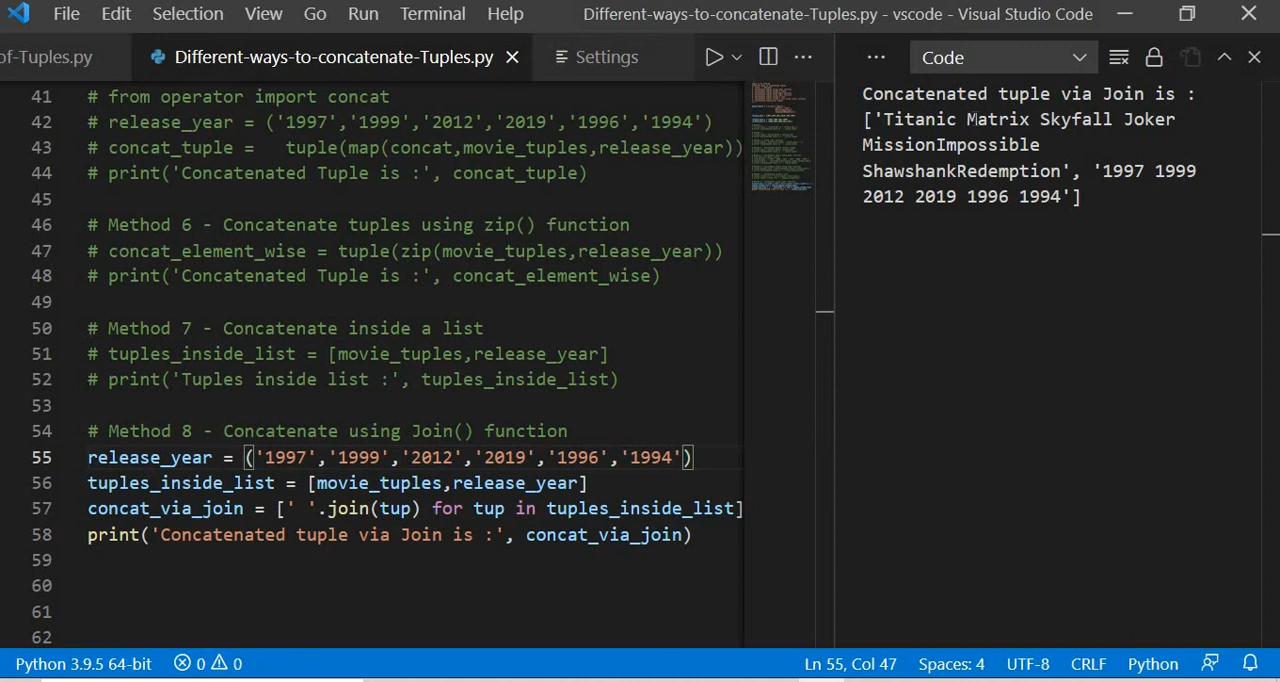 File Edit Selection View Go Run Terminal Help Different-ways-to-concatenate-Tuples.py - vscode - Visual Studio Code
of-Tuples.py Different-ways-to-concatenate-Tuples.py Settings Code
41 # from operator import concat
42 # release_year = ('1997','1999','2012','2019','1996','1994')
43 # concat_tuple =   tuple(map(concat,movie_tuples,release_year))
44 # print('Concatenated Tuple is :', concat_tuple)
45
46 # Method 6 - Concatenate tuples using zip() function
47 # concat_element_wise = tuple(zip(movie_tuples,release_year))
48 # print('Concatenated Tuple is :', concat_element_wise)
49
50 # Method 7 - Concatenate inside a list
51 # tuples_inside_list = [movie_tuples,release_year]
52 # print('Tuples inside list :', tuples_inside_list)
53
54 # Method 8 - Concatenate using Join() function
55 release_year = ('1997','1999','2012','2019','1996','1994')
56 tuples_inside_list = [movie_tuples,release_year]
57 concat_via_join = [' '.join(tup) for tup in tuples_inside_list]
58 print('Concatenated tuple via Join is :', concat_via_join)
59
60
61
62
Concatenated tuple via Join is :
['Titanic Matrix Skyfall Joker
MissionImpossible
ShawshankRedemption', '1997 1999
2012 2019 1996 1994']
Python 3.9.5 64-bit 0 0 Ln 55, Col 47 Spaces: 4 UTF-8 CRLF Python